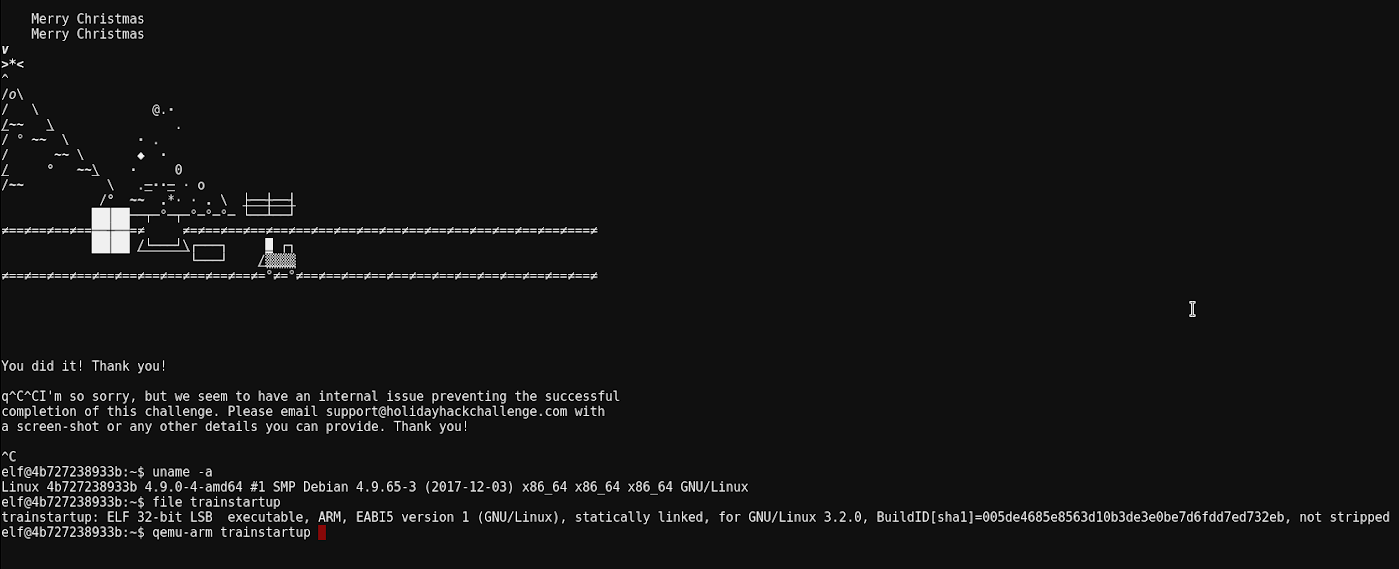 Merry Christmas
Merry Christmas
v
>*<
^
/o\
/   \               @.·
/~~   \                .
/ ° ~~  \         · .
/      ~~ \       ◆  ·
/     °   ~~\    ·     0
/~~           \   .─··─ · o
/°  ~~  .*· · . \  ├──┼──┤
██│██──┬─°─┬─°─°─°─ └──┴──┘
≠==≠==≠==≠==██│██=≠     ≠==≠==≠==≠==≠==≠==≠==≠==≠==≠==≠==≠==≠==≠==≠==≠==≠==≠==≠
██│██ /└───┘\┌───┐     █ ┌┐
└───┘    /▒▒▒▒
≠==≠==≠==≠==≠==≠==≠==≠==≠==≠==≠==≠=°≠=°≠==≠==≠==≠==≠==≠==≠==≠==≠==≠==≠==≠==≠==≠
You did it! Thank you!
q^C^CI'm so sorry, but we seem to have an internal issue preventing the successful
completion of this challenge. Please email support@holidayhackchallenge.com with
a screen-shot or any other details you can provide. Thank you!
^C
elf@4b727238933b:~$ uname -a
Linux 4b727238933b 4.9.0-4-amd64 #1 SMP Debian 4.9.65-3 (2017-12-03) x86_64 x86_64 x86_64 GNU/Linux
elf@4b727238933b:~$ file trainstartup
trainstartup: ELF 32-bit LSB  executable, ARM, EABI5 version 1 (GNU/Linux), statically linked, for GNU/Linux 3.2.0, BuildID[sha1]=005de4685e8563d10b3de3e0be7d6fdd7ed732eb, not stripped
elf@4b727238933b:~$ qemu-arm trainstartup